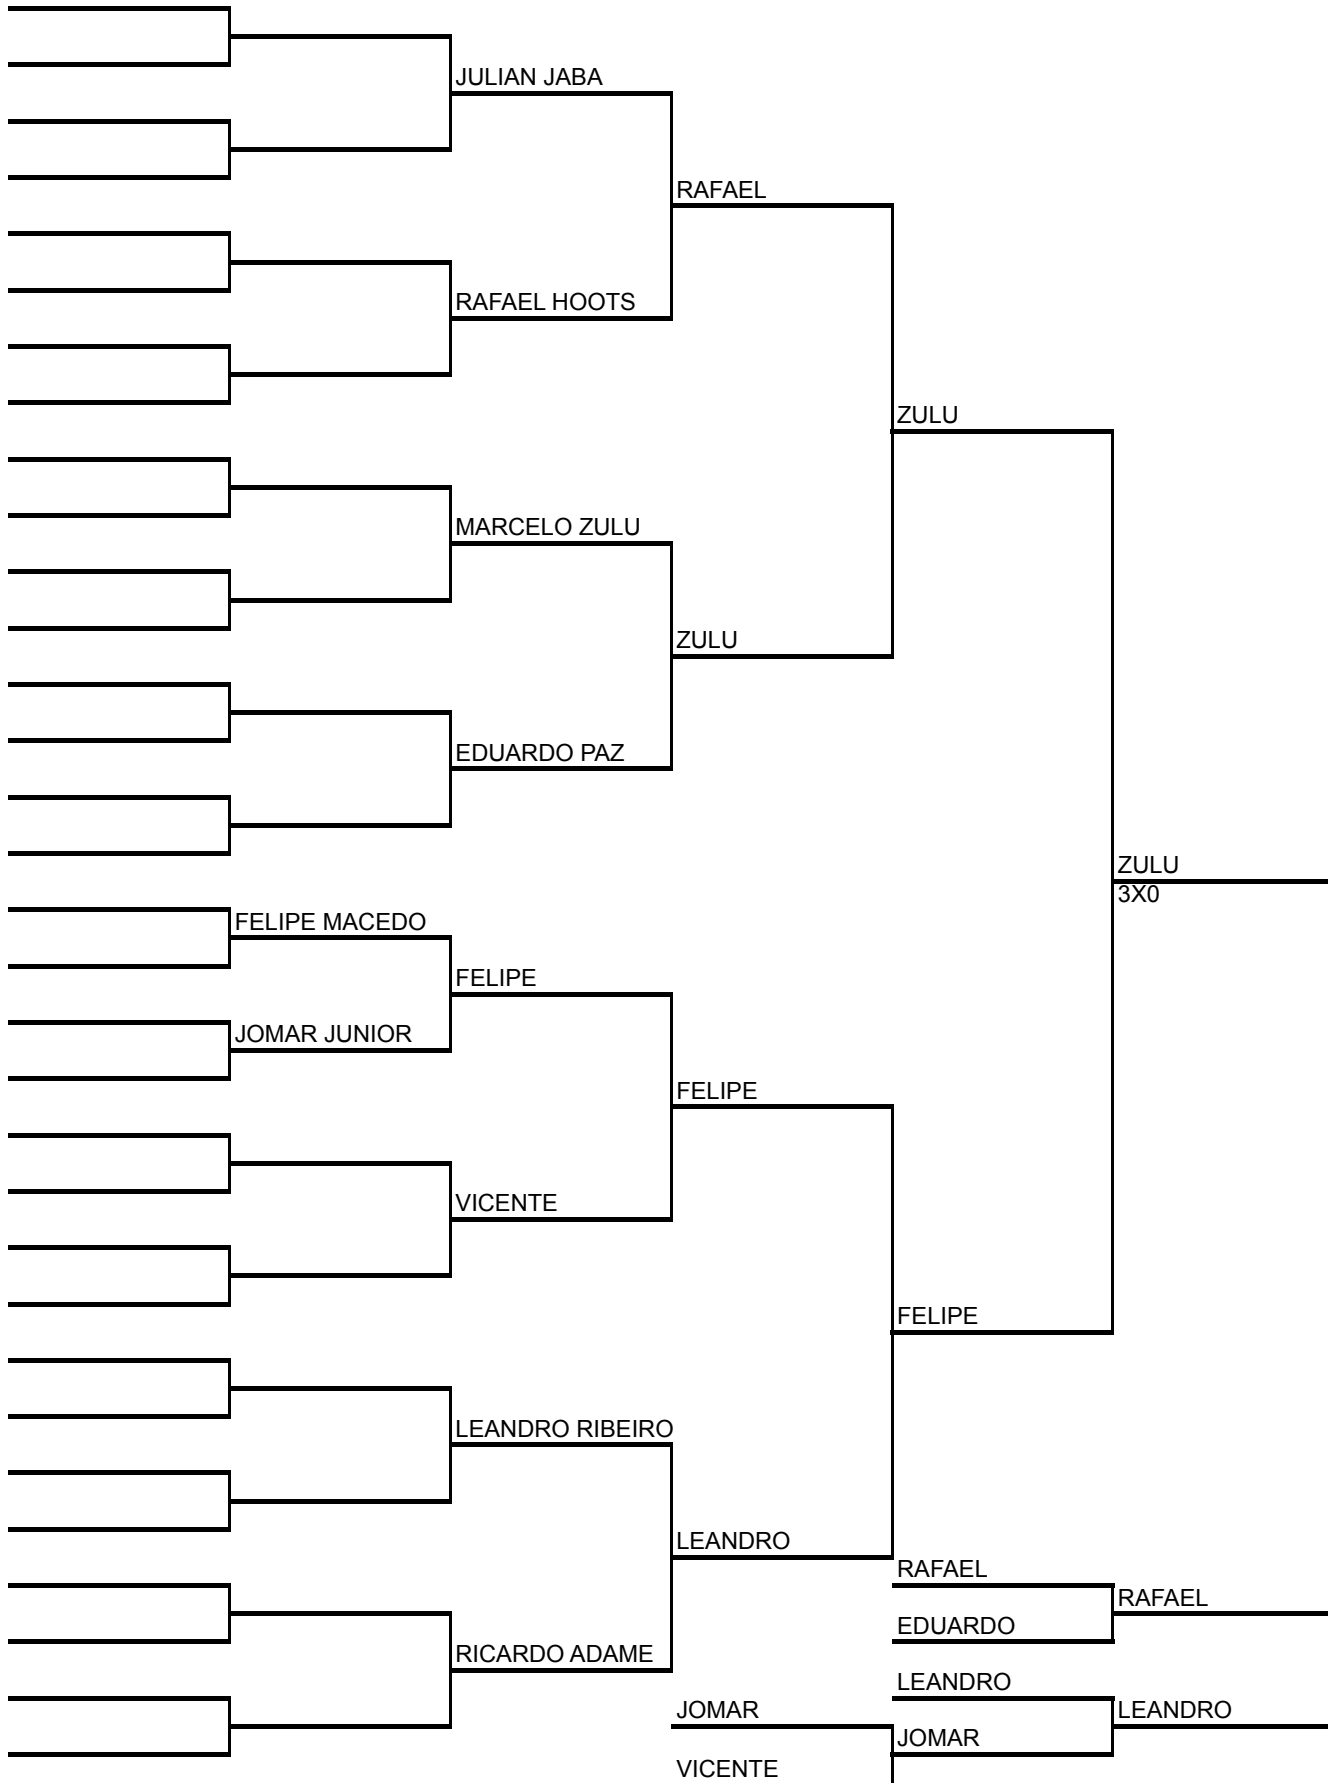 JULIAN JABA
RAFAEL
RAFAEL HOOTS
ZULU
MARCELO ZULU
ZULU
EDUARDO PAZ
ZULU
3X0
FELIPE MACEDO
FELIPE
JOMAR JUNIOR
FELIPE
VICENTE
FELIPE
LEANDRO RIBEIRO
LEANDRO
RAFAEL
RAFAEL
EDUARDO
RICARDO ADAME
LEANDRO
JOMAR
LEANDRO
JOMAR
VICENTE